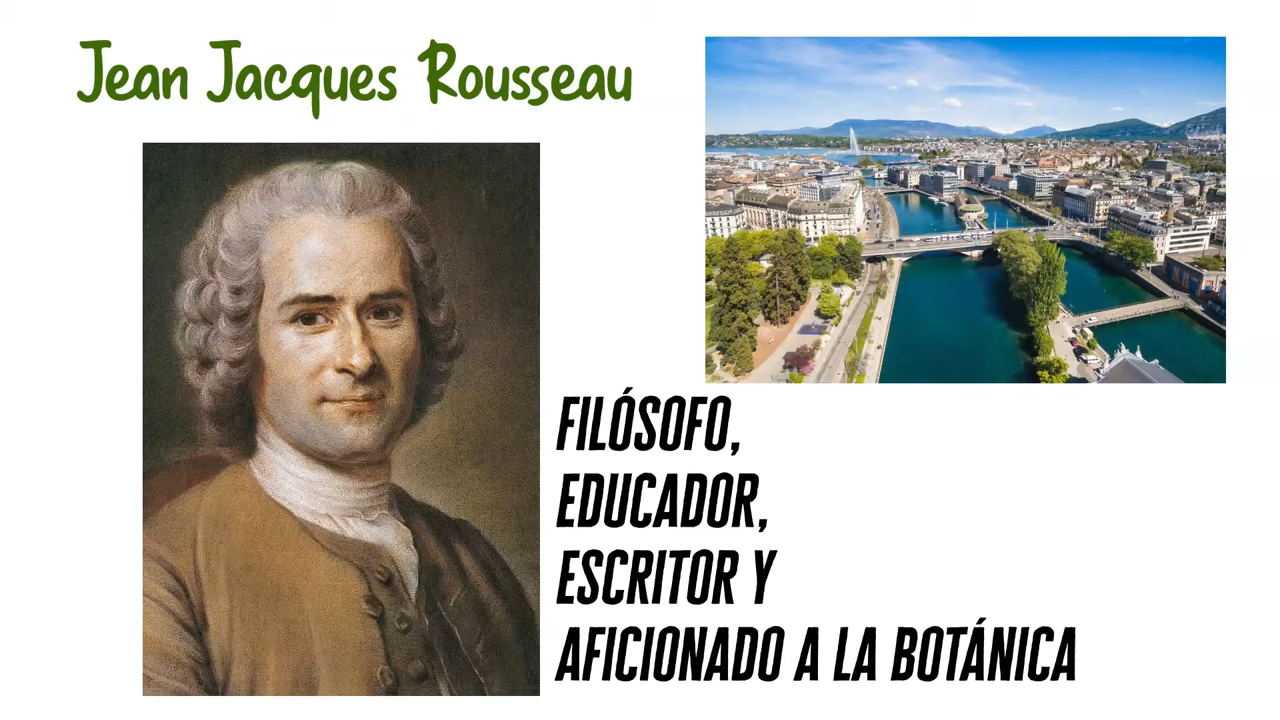 Jean Jacques Rousseau
FILÓSOFO,
EDUCADOR,
ESCRITOR Y
AFICIONADO A LA BOTÁNICA